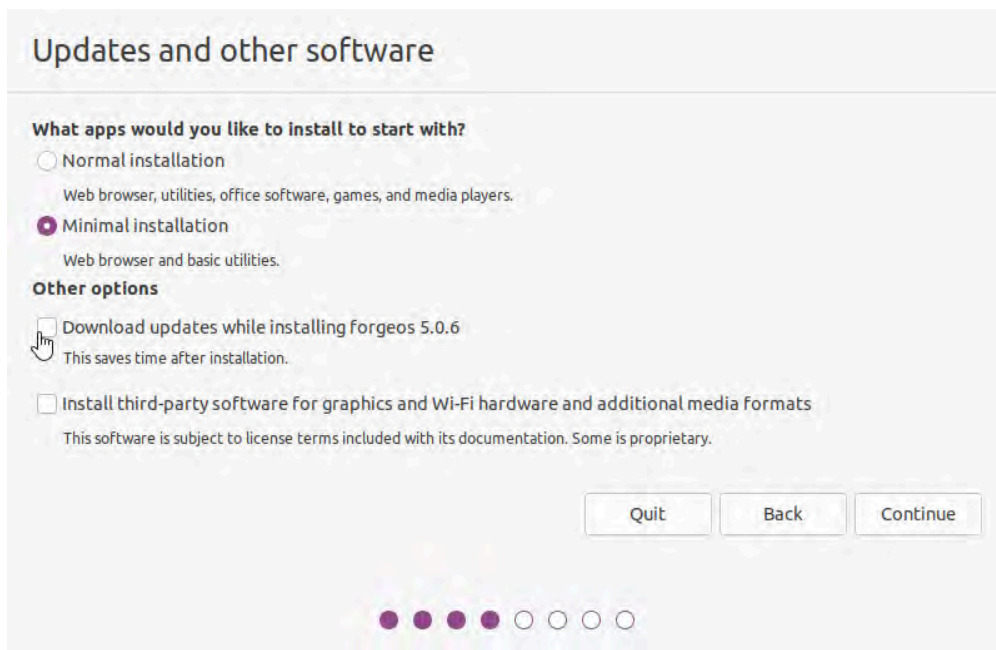 Updates and other software
What apps would you like to install to start with?
Normal installation
Web browser, utilities, office software, games, and media players.
Minimal installation
Web browser and basic utilities.
Other options
Download updates while installing forgeos 5.0.6
This saves time after installation.
Install third-party software for graphics and Wi-Fi hardware and additional media formats
This software is subject to license terms included with its documentation. Some is proprietary.
Quit
Back
Continue